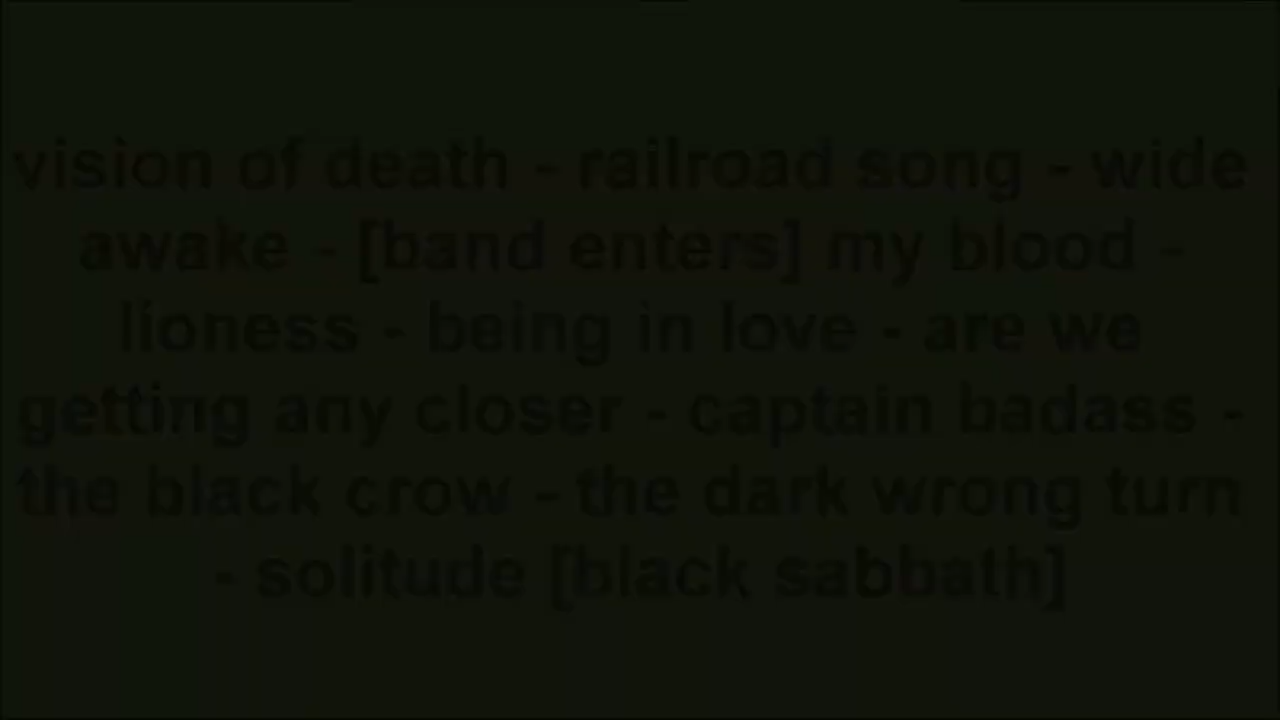 vision of death - railroad song - wide
awake - [band enters] my blood -
lioness - being in love - are we
getting any closer - captain badass -
the black crow - the dark wrong turn
- solitude [black sabbath]